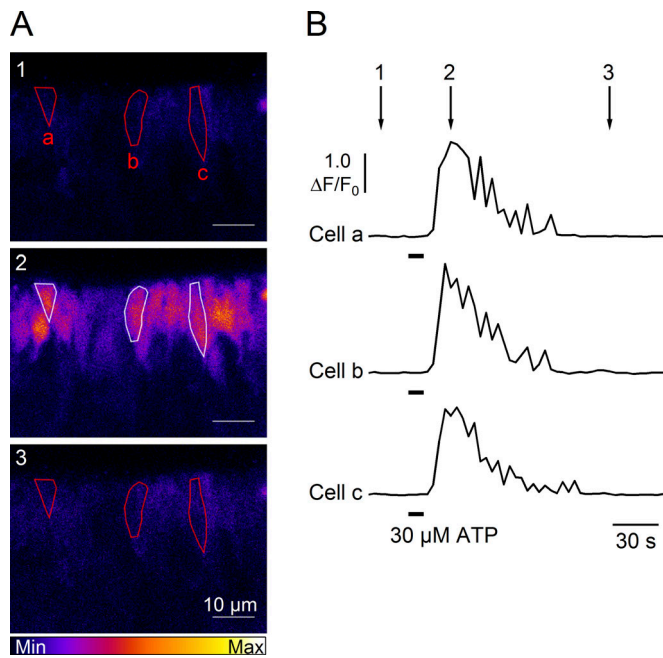 A
1
a
b
c
2
3
10 µm
Min Max
B
1 2 3
1.0
ΔF/F0
Cell a
Cell b
Cell c
30 µM ATP
30 s